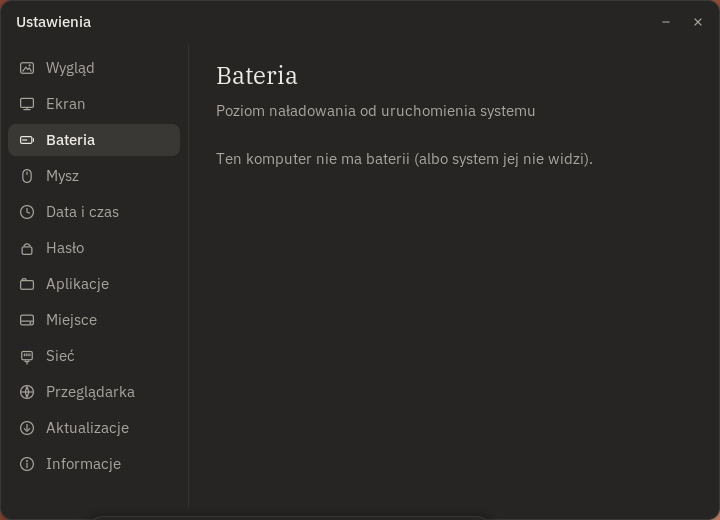 Ustawienia
Wygląd
Ekran
Bateria
Mysz
Data i czas
Hasło
Aplikacje
Miejsce
Sieć
Przeglądarka
Aktualizacje
Informacje
Bateria
Poziom naładowania od uruchomienia systemu
Ten komputer nie ma baterii (albo system jej nie widzi).